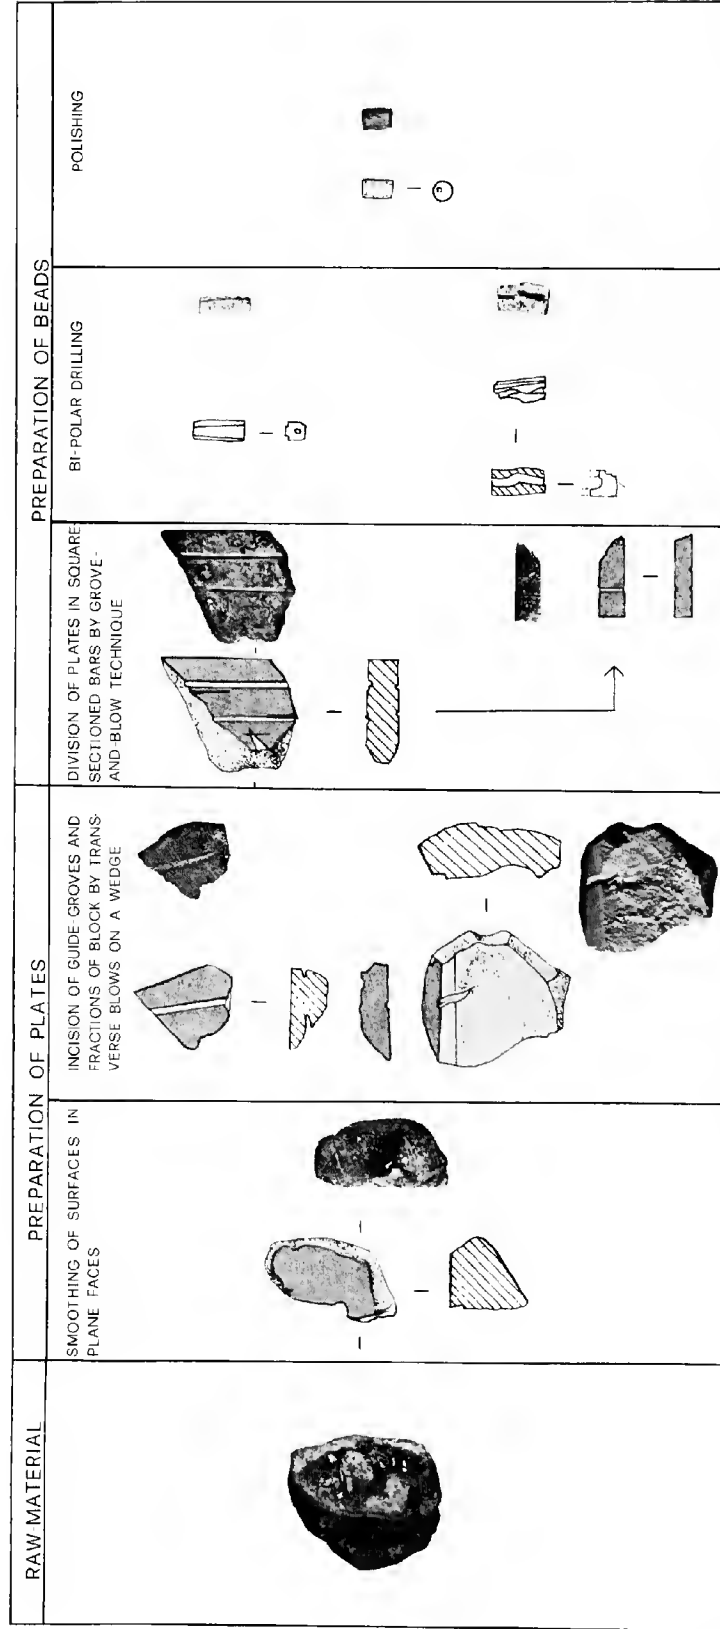 RAW-MATERIAL
PREPARATION OF PLATES
PREPARATION OF BEADS
SMOOTHING OF SURFACES IN
PLANE FACES
INCISION OF GUIDE-GROVES AND
FRACTIONS OF BLOCK BY TRANS-
VERSE BLOWS ON A WEDGE
DIVISION OF PLATES IN SQUARE
SECTIONED BARS BY GROVE-
AND-BLOW TECHNIQUE
BI-POLAR DRILLING
POLISHING